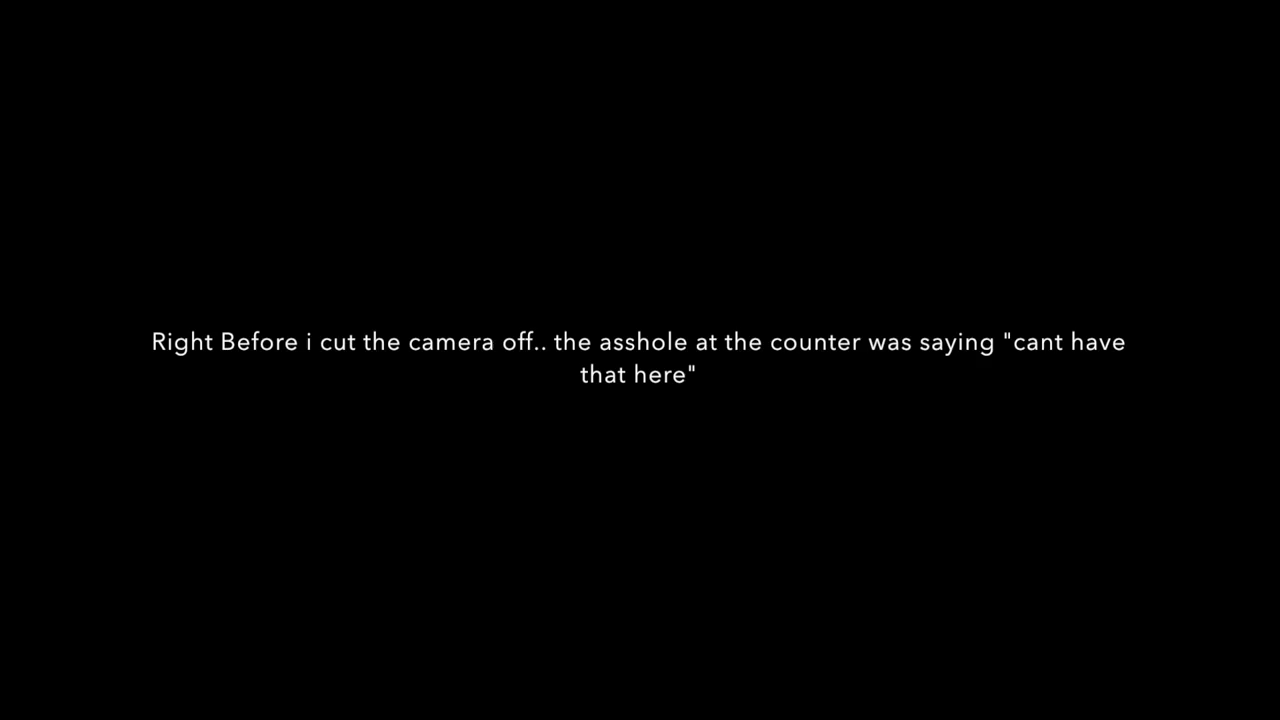 Right Before i cut the camera off.. the asshole at the counter was saying "cant have
that here"